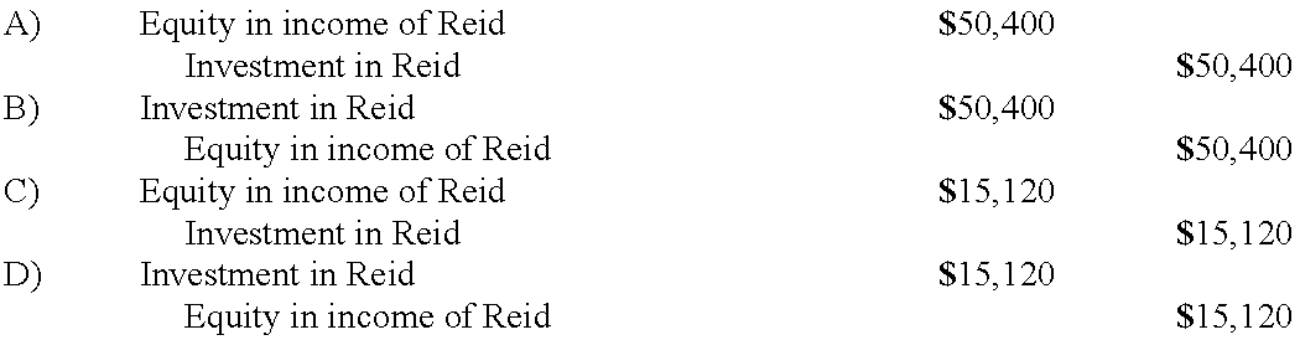 A) Equity in income of Reid $50,400
Investment in Reid $50,400
B) Investment in Reid $50,400
Equity in income of Reid $50,400
C) Equity in income of Reid $15,120
Investment in Reid $15,120
D) Investment in Reid $15,120
Equity in income of Reid $15,120